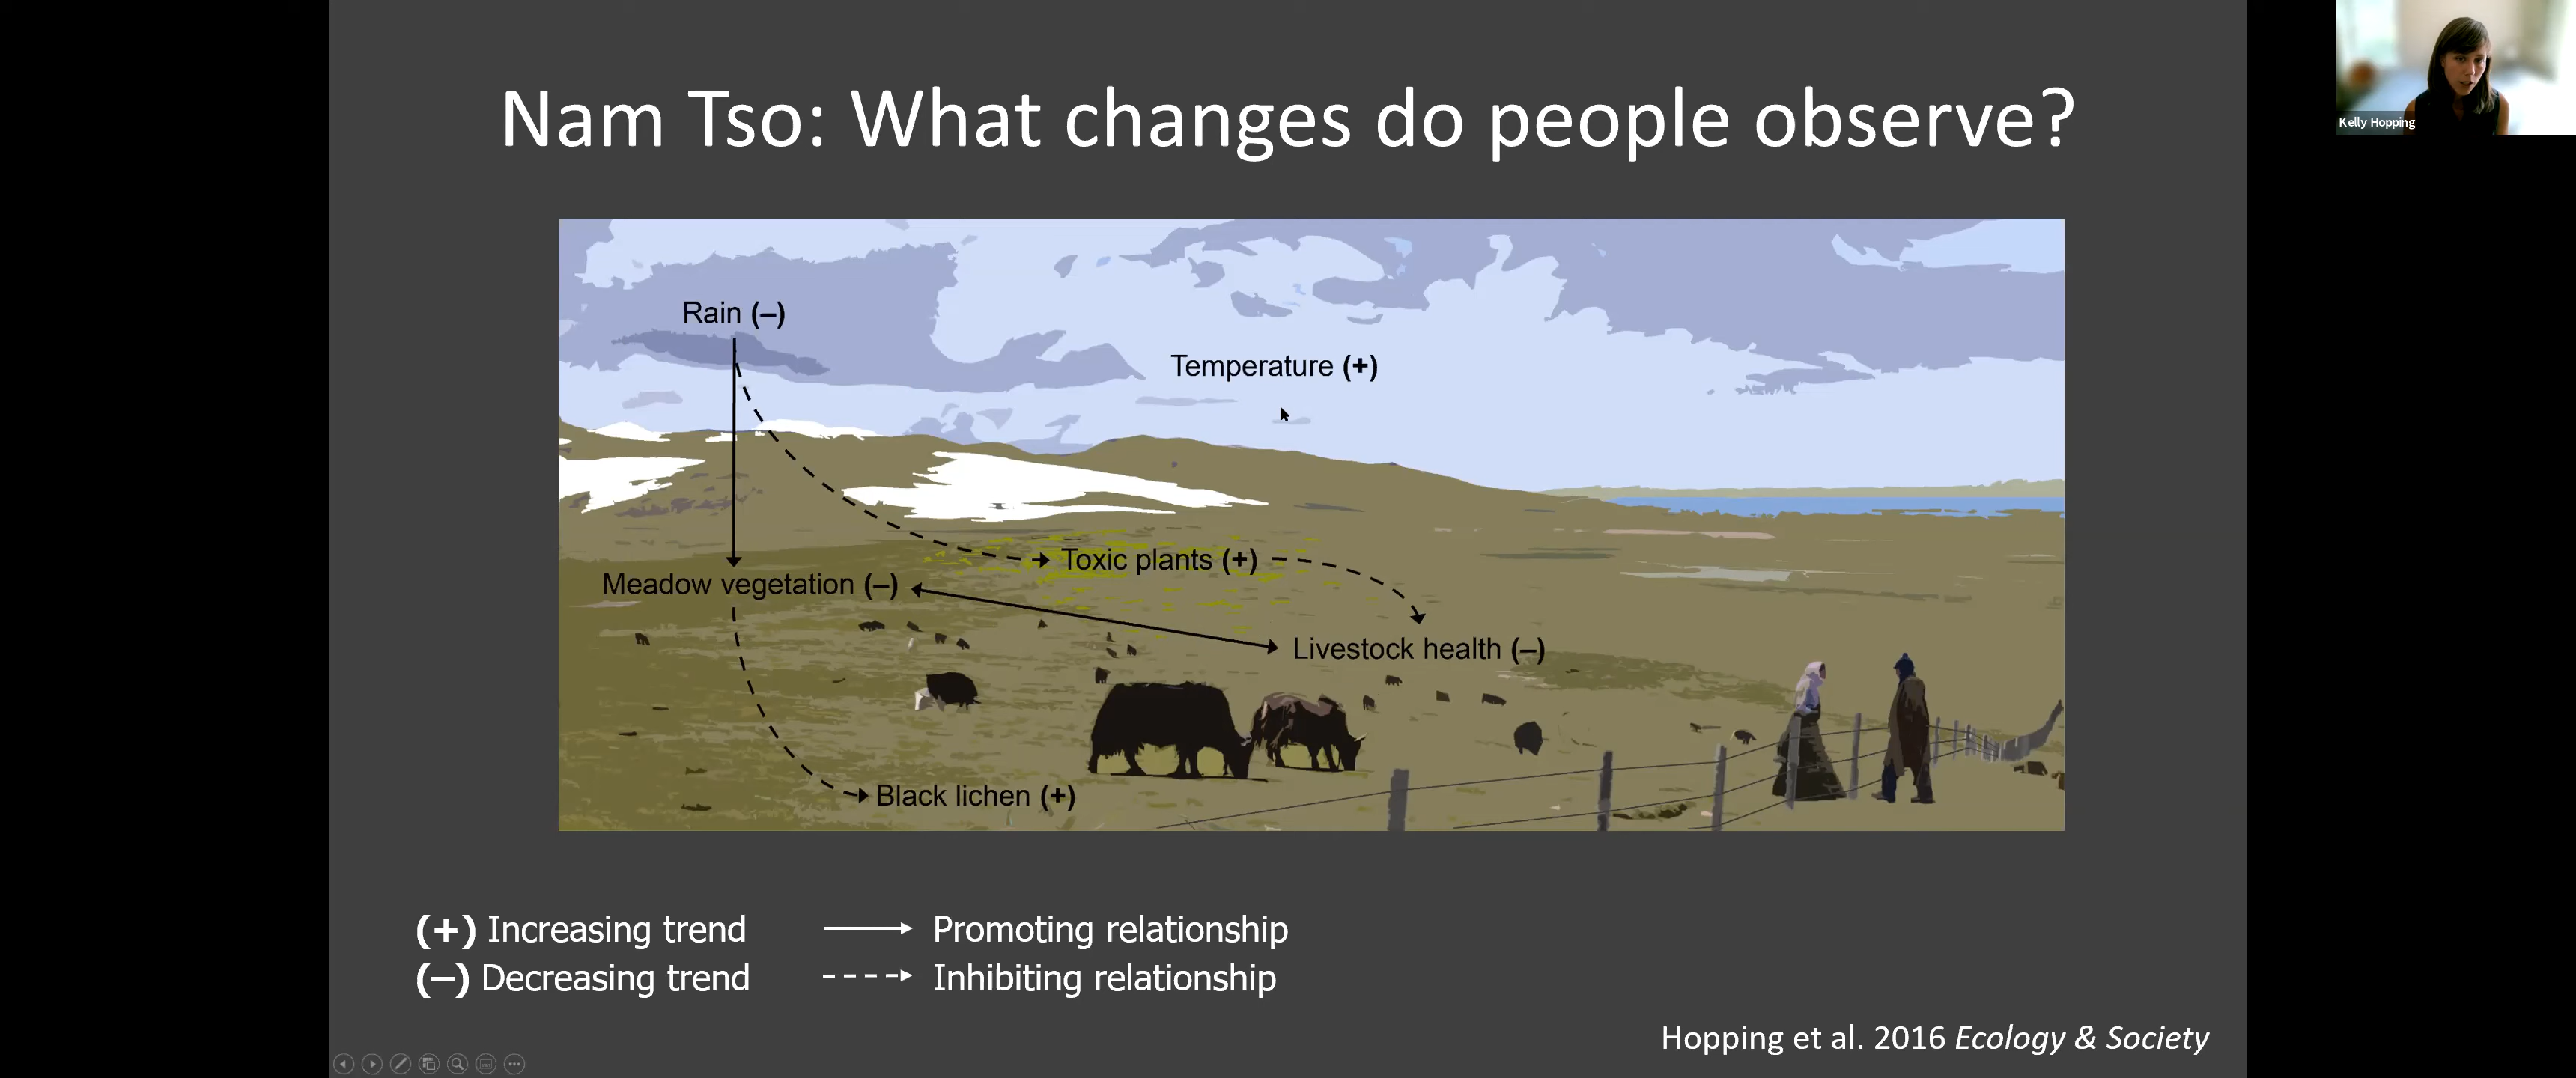 Nam Tso: What changes do people observe?
Kelly Hopping
Rain (–)
Temperature (+)
Toxic plants (+)
Meadow vegetation (–)
Livestock health (–)
Black lichen (+)
(+) Increasing trend
Promoting relationship
(–) Decreasing trend
Inhibiting relationship
Hopping et al. 2016 Ecology & Society